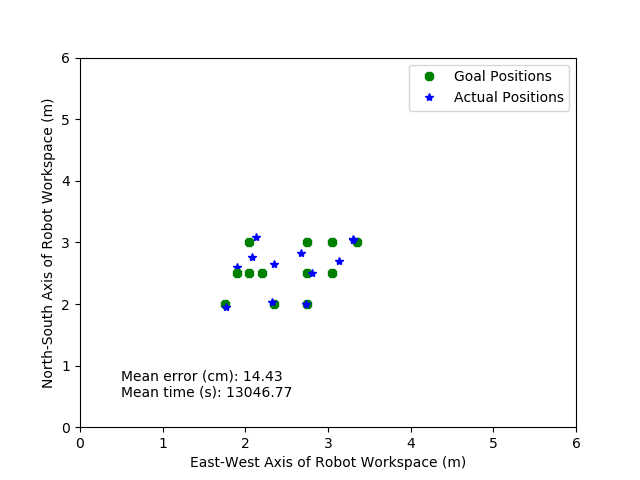 Goal Positions
Actual Positions
6
5
4
3
2
1
0
North-South Axis of Robot Workspace (m)
Mean error (cm): 14.43
Mean time (s): 13046.77
0 1 2 3 4 5 6
East-West Axis of Robot Workspace (m)